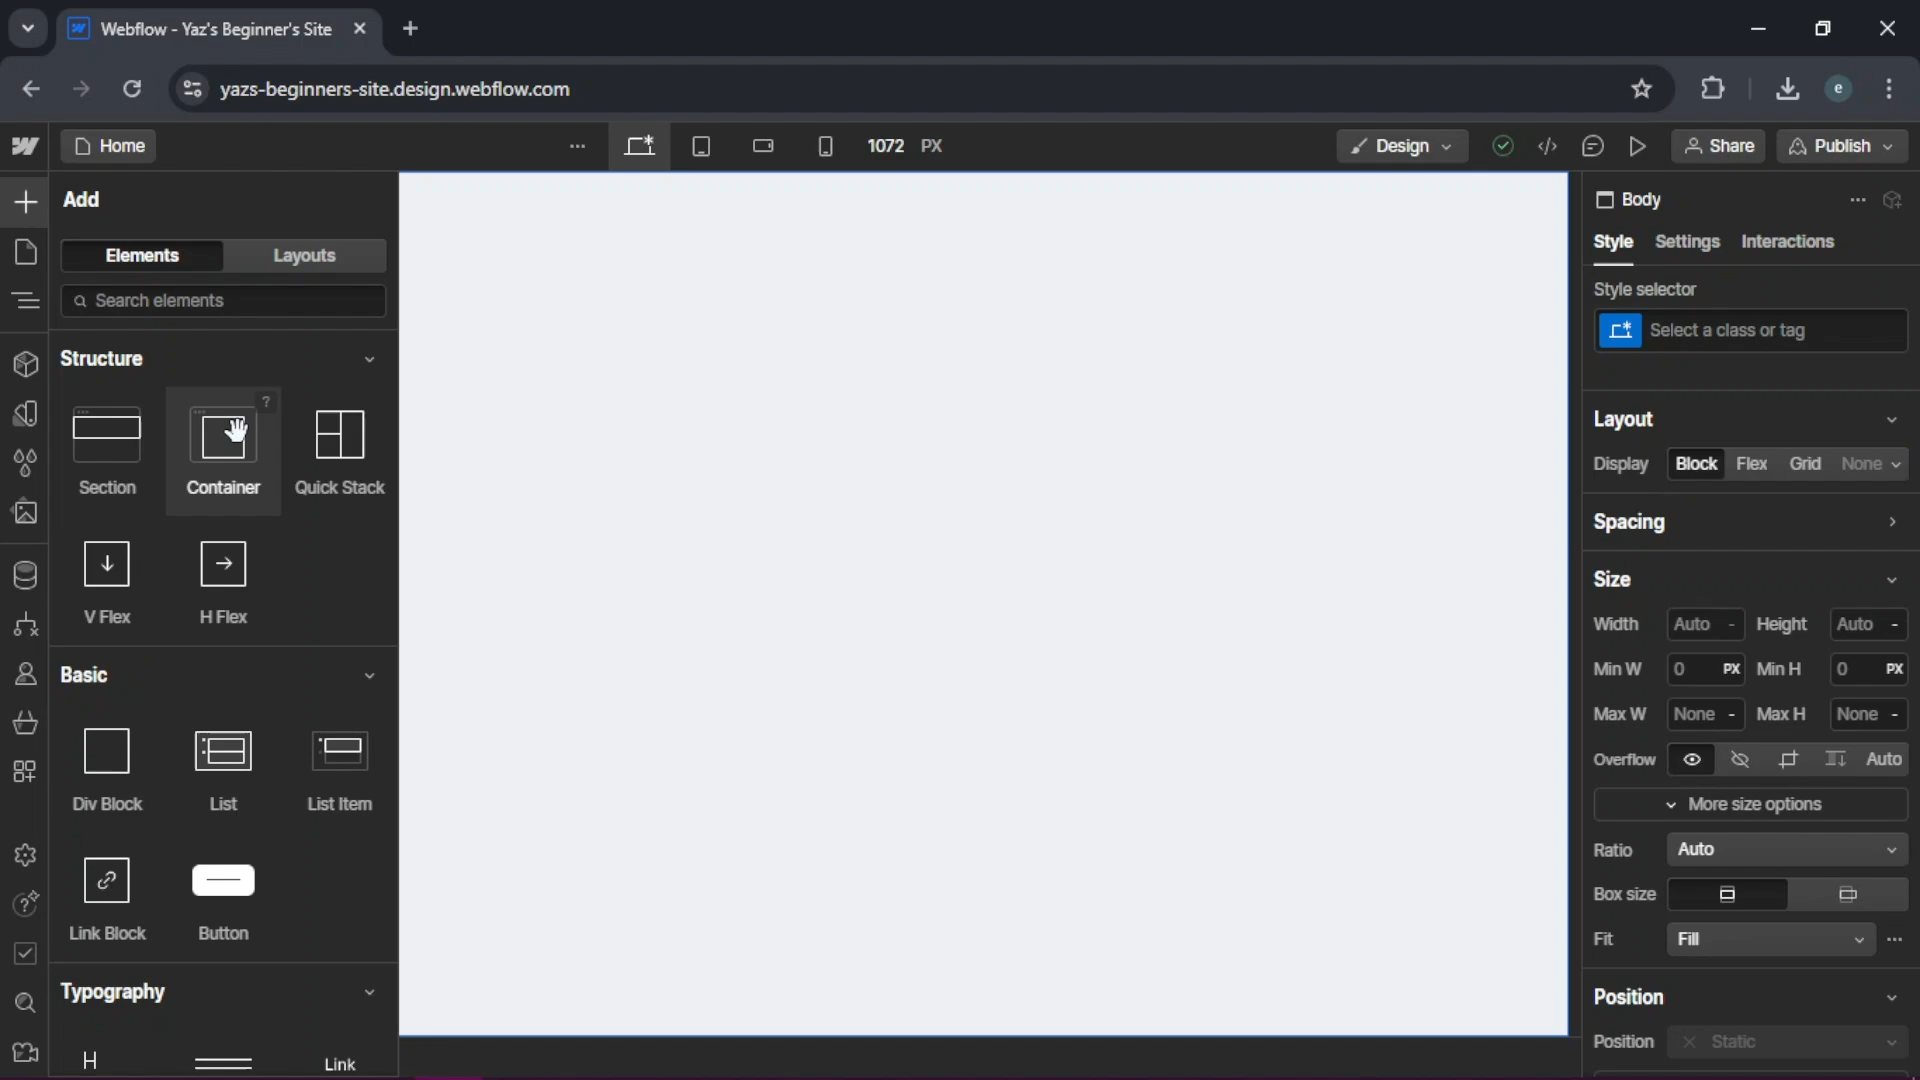 Webflow - Yaz's Beginner's Site
yazs-beginners-site.design.webflow.com
e
Home
1072 PX
Design
Share
Publish
Add
Elements
Layouts
Search elements
Structure
?
Section
Container
Quick Stack
V Flex
H Flex
Basic
Div Block
List
List Item
Link Block
Button
Typography
H
Link
Body
Style
Settings
Interactions
Style selector
Select a class or tag
Layout
Display
Block
Flex
Grid
None
Spacing
Size
Width
Auto -
Height
Auto -
Min W
0 PX
Min H
0 PX
Max W
None -
Max H
None -
Overflow
Auto
More size options
Ratio
Auto
Box size
Fit
Fill
Position
Position
Static